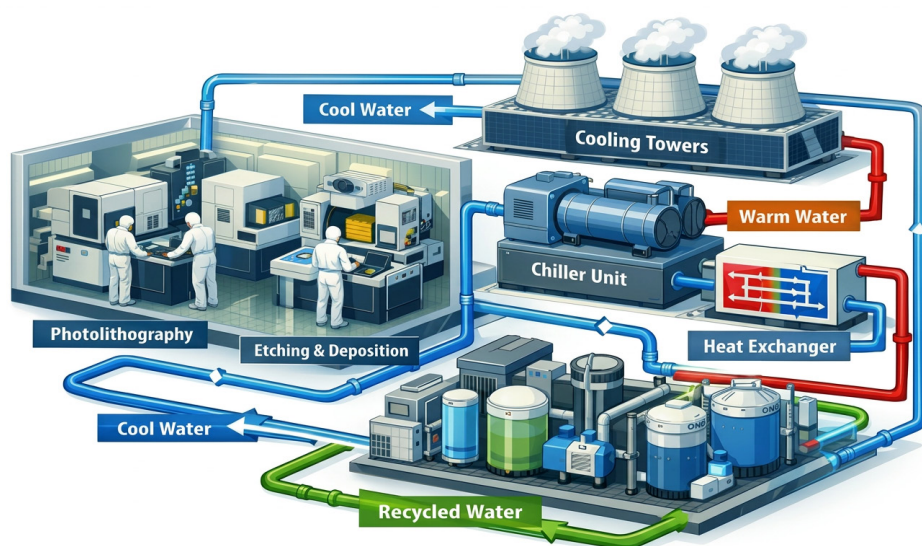 Cool Water
Cooling Towers
Warm Water
Chiller Unit
Photolithography
Etching & Deposition
Heat Exchanger
Cool Water
Recycled Water